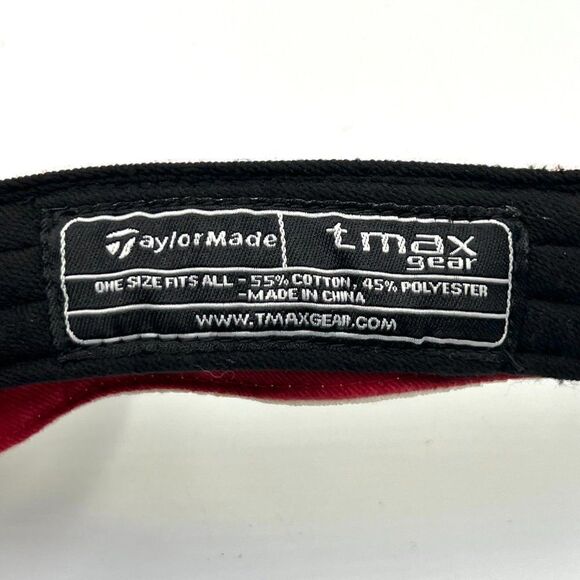 TaylorMade
tmax
gear
ONE SIZE FITS ALL - 55% COTTON, 45% POLYESTER
-MADE IN CHINA
WWW.TMAXGEAR.COM